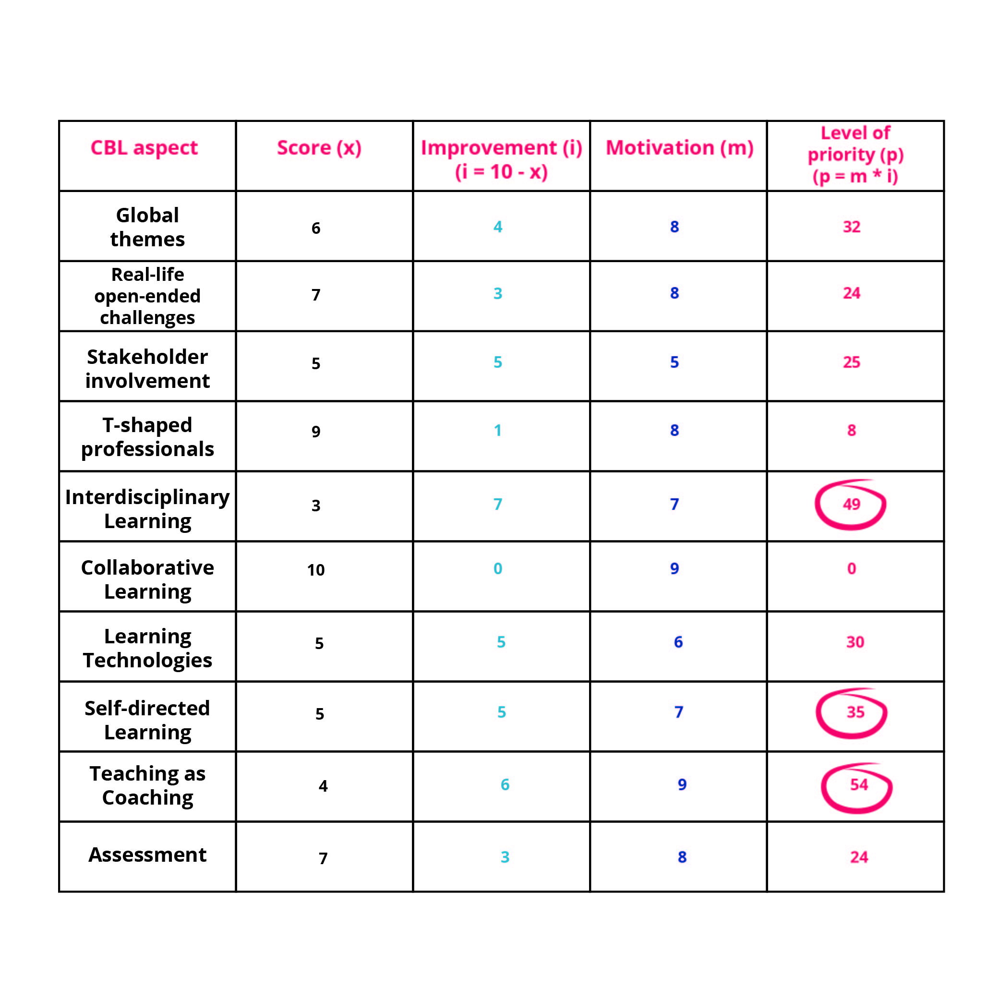 CBL aspect
Score (x)
Improvement (i)
(i = 10 - x)
Motivation (m)
Level of
priority (p)
(p = m * i)
Global
themes
6
4
8
32
Real-life
open-ended
challenges
7
3
8
24
Stakeholder
involvement
5
5
5
25
T-shaped
professionals
9
1
8
8
Interdisciplinary
Learning
3
7
7
49
Collaborative
Learning
10
0
9
0
Learning
Technologies
5
5
6
30
Self-directed
Learning
5
5
7
35
Teaching as
Coaching
4
6
9
54
Assessment
7
3
8
24